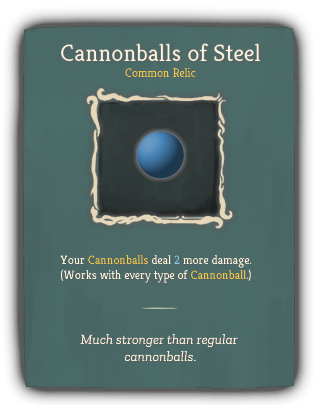 Cannonballs of Steel
Common Relic
Your Cannonballs deal 2 more damage.
(Works with every type of Cannonball.)
Much stronger than regular
cannonballs.